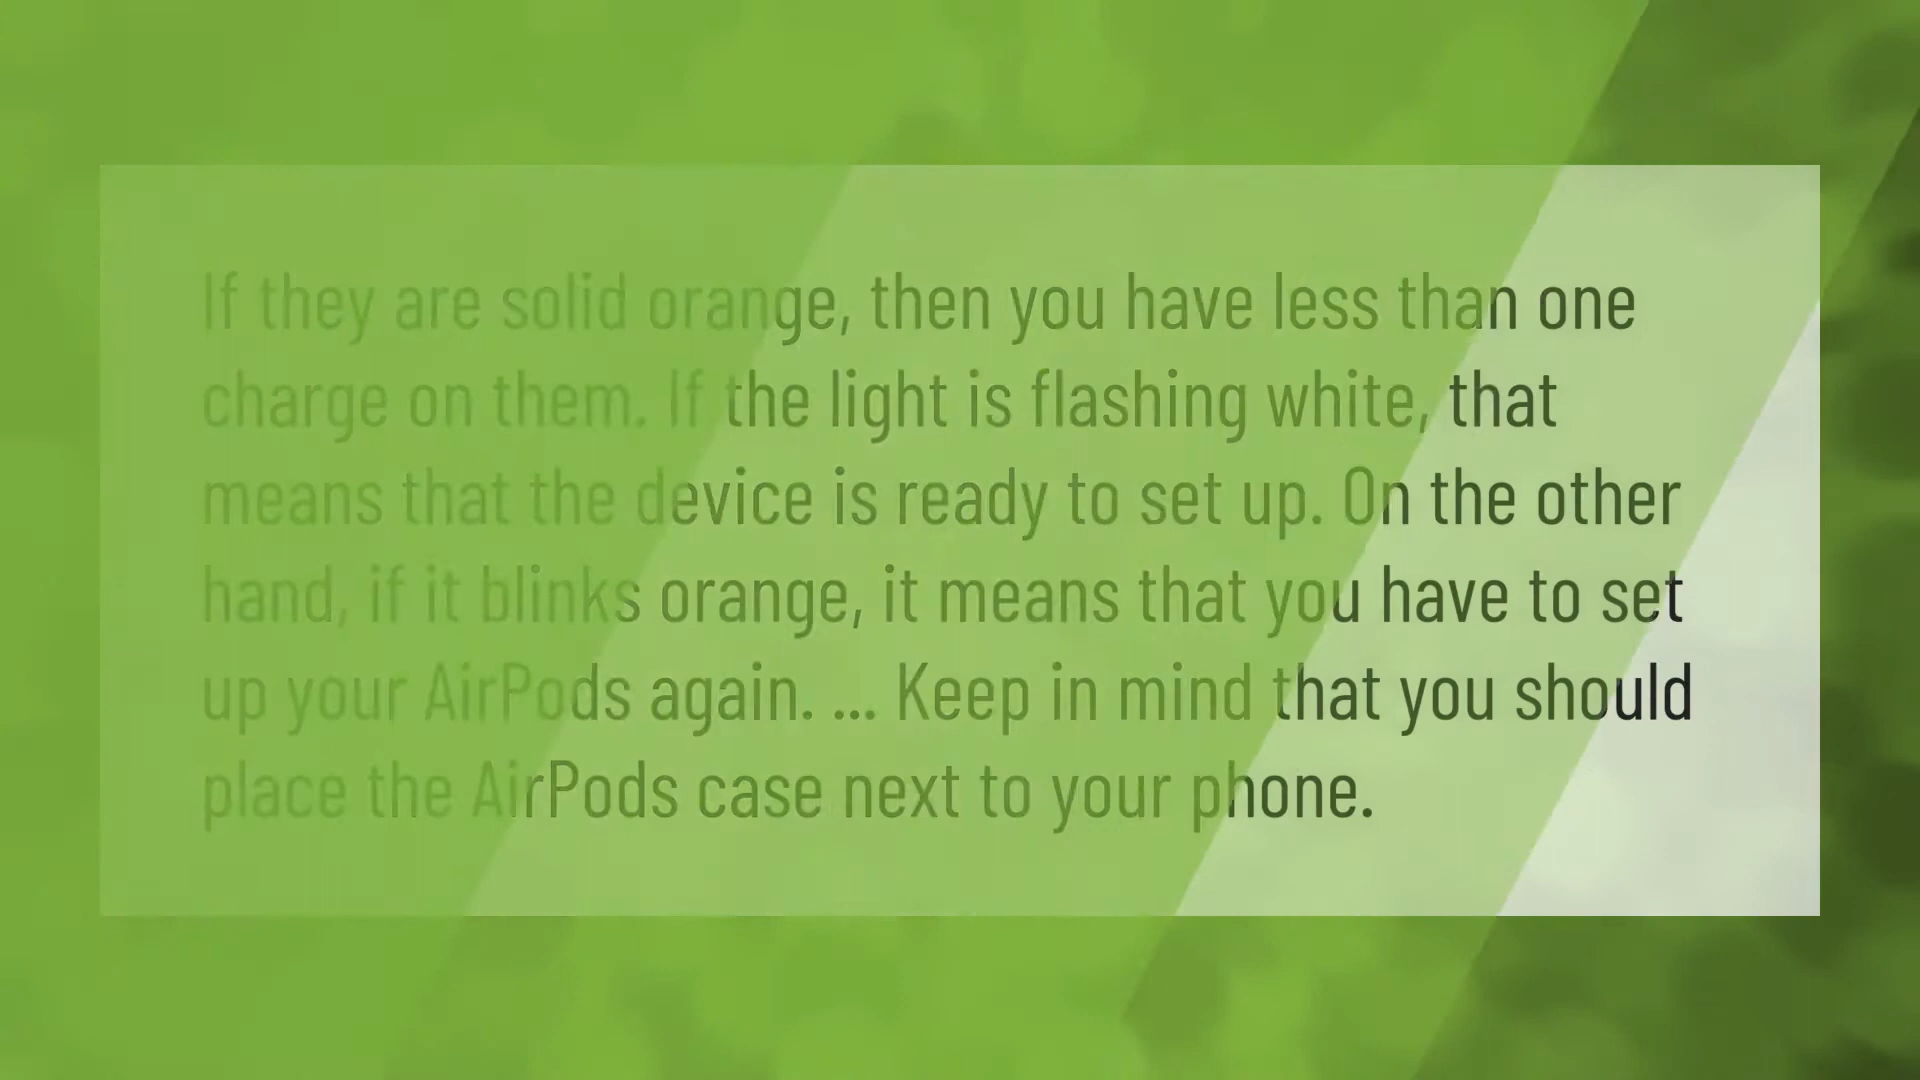 If they are solid orange, then you have less than one
charge on them. If the light is flashing white, that
means that the device is ready to set up. On the other
hand, if it blinks orange, it means that you have to set
up your AirPods again. ... Keep in mind that you should
place the AirPods case next to your phone.